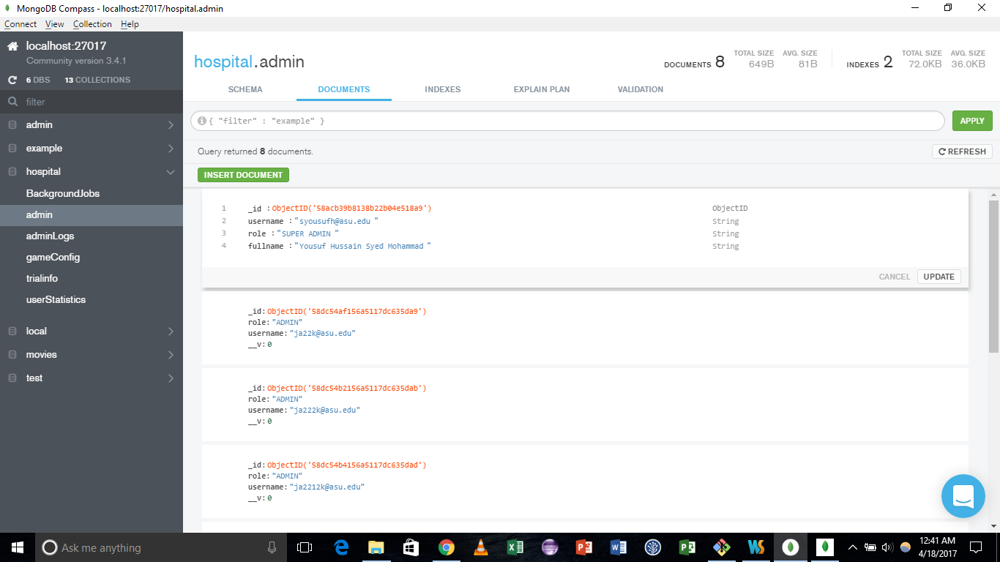 MongoDB Compass - localhost:27017/hospital.admin
Connect View Collection Help
localhost:27017
Community version 3.4.1
6 DBS 13 COLLECTIONS
filter
admin
example
hospital
BackgroundJobs
admin
adminLogs
gameConfig
trialinfo
userStatistics
local
movies
test
hospital.admin
DOCUMENTS 8 TOTAL SIZE 649B AVG. SIZE 81B INDEXES 2 TOTAL SIZE 72.0KB AVG. SIZE 36.0KB
SCHEMA DOCUMENTS INDEXES EXPLAIN PLAN VALIDATION
{ "filter" : "example" } APPLY
Query returned 8 documents. REFRESH
INSERT DOCUMENT
1 _id : ObjectID('58acb39b8138b22b04e518a9') ObjectID
2 username : "syousufh@asu.edu " String
3 role : "SUPER ADMIN " String
4 fullname : "Yousuf Hussain Syed Mohammad " String
CANCEL UPDATE
_id: ObjectID('58dc54af156a5117dc635da9')
role: "ADMIN"
username: "ja22k@asu.edu"
__v: 0
_id: ObjectID('58dc54b2156a5117dc635dab')
role: "ADMIN"
username: "ja222k@asu.edu"
__v: 0
_id: ObjectID('58dc54b4156a5117dc635dad')
role: "ADMIN"
username: "ja2212k@asu.edu"
__v: 0
Ask me anything
12:41 AM
4/18/2017